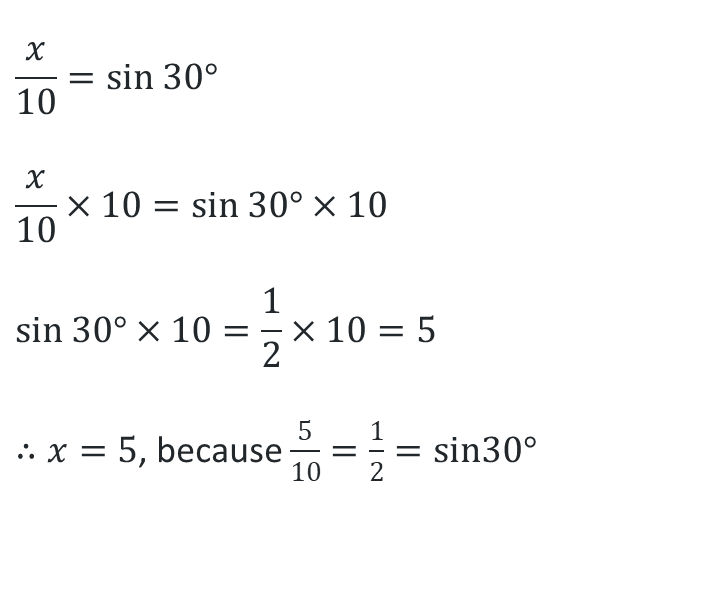 x/10 = sin 30°
x/10 × 10 = sin 30° × 10
sin 30° × 10 = 1/2 × 10 = 5
∴ x = 5, because 5/10 = 1/2 = sin30°